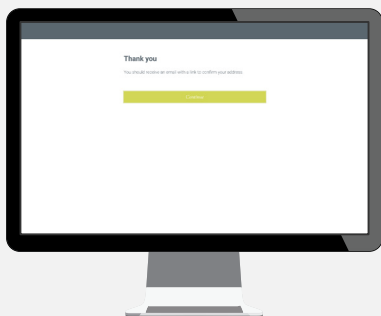 Thank you
You should receive an email with a link to confirm your address.
Continue